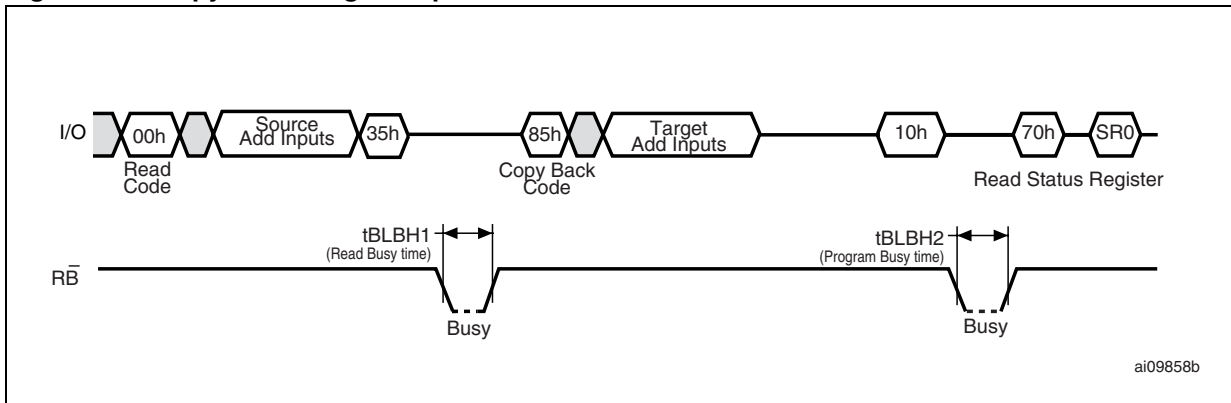 I/O
00h
Source
Add Inputs
35h
85h
Target
Add Inputs
10h
70h
SR0
Read
Code
Copy Back
Code
Read Status Register
tBLBH1
(Read Busy time)
tBLBH2
(Program Busy time)
RB̅
Busy
Busy
ai09858b